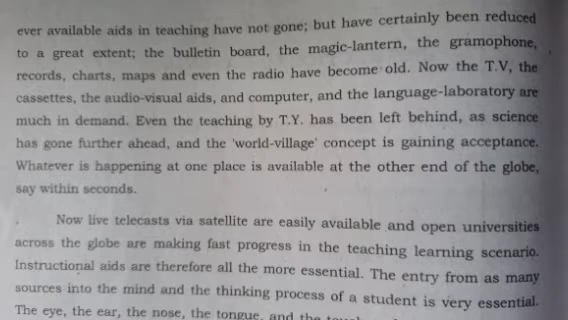 ever available aids in teaching have not gone; but have certainly been reduced
to a great extent; the bulletin board, the magic-lantern, the gramophone,
records, charts, maps and even the radio have become old. Now the T.V, the
cassettes, the audio-visual aids, and computer, and the language-laboratory are
much in demand. Even the teaching by T.Y. has been left behind, as science
has gone further ahead, and the 'world-village' concept is gaining acceptance.
Whatever is happening at one place is available at the other end of the globe,
say within seconds.
Now live telecasts via satellite are easily available and open universities
across the globe are making fast progress in the teaching learning scenario.
Instructional aids are therefore all the more essential. The entry from as many
sources into the mind and the thinking process of a student is very essential.
The eye, the ear, the nose, the tongue, and the